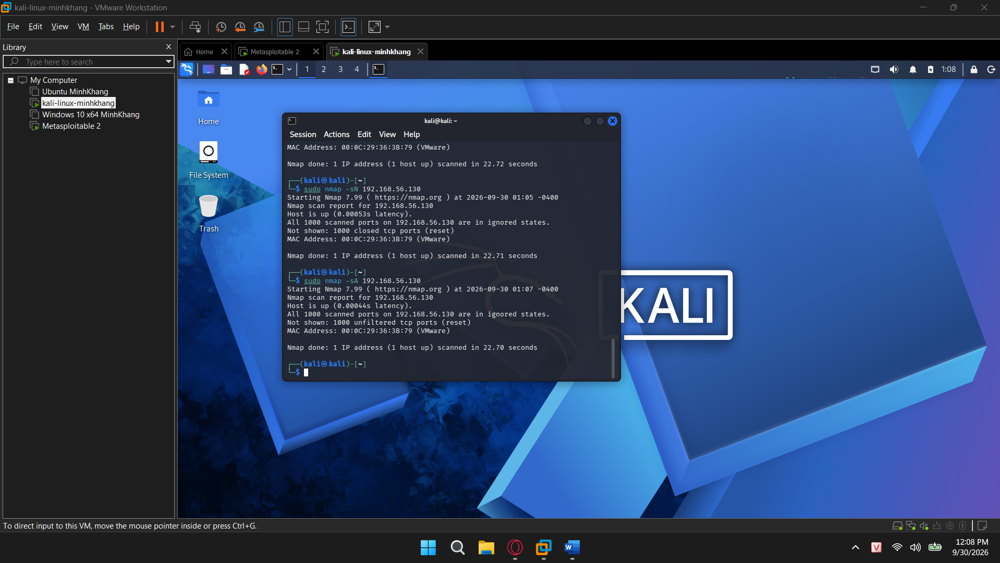 kali-linux-minhkhang - VMware Workstation
File Edit View VM Tabs Help
Library
Type here to search
My Computer
Ubuntu MinhKhang
kali-linux-minhkhang
Windows 10 x64 MinhKhang
Metasploitable 2
Home Metasploitable 2 kali-linux-minhkhang
1 2 3 4 1:08
Home
File System
Trash
kali@kali: ~
Session Actions Edit View Help
MAC Address: 00:0C:29:36:3B:79 (VMware)
Nmap done: 1 IP address (1 host up) scanned in 22.72 seconds
┌──(kali㉿kali)-[~]
└─$ sudo nmap -sN 192.168.56.130
Starting Nmap 7.99 ( https://nmap.org ) at 2026-09-30 01:05 -0400
Nmap scan report for 192.168.56.130
Host is up (0.00053s latency).
All 1000 scanned ports on 192.168.56.130 are in ignored states.
Not shown: 1000 closed tcp ports (reset)
MAC Address: 00:0C:29:36:3B:79 (VMware)
Nmap done: 1 IP address (1 host up) scanned in 22.71 seconds
┌──(kali㉿kali)-[~]
└─$ sudo nmap -sA 192.168.56.130
Starting Nmap 7.99 ( https://nmap.org ) at 2026-09-30 01:07 -0400
Nmap scan report for 192.168.56.130
Host is up (0.00044s latency).
All 1000 scanned ports on 192.168.56.130 are in ignored states.
Not shown: 1000 unfiltered tcp ports (reset)
MAC Address: 00:0C:29:36:3B:79 (VMware)
Nmap done: 1 IP address (1 host up) scanned in 22.70 seconds
┌──(kali㉿kali)-[~]
└─$
KALI
To direct input to this VM, move the mouse pointer inside or press Ctrl+G.
W
V
12:08 PM
9/30/2026